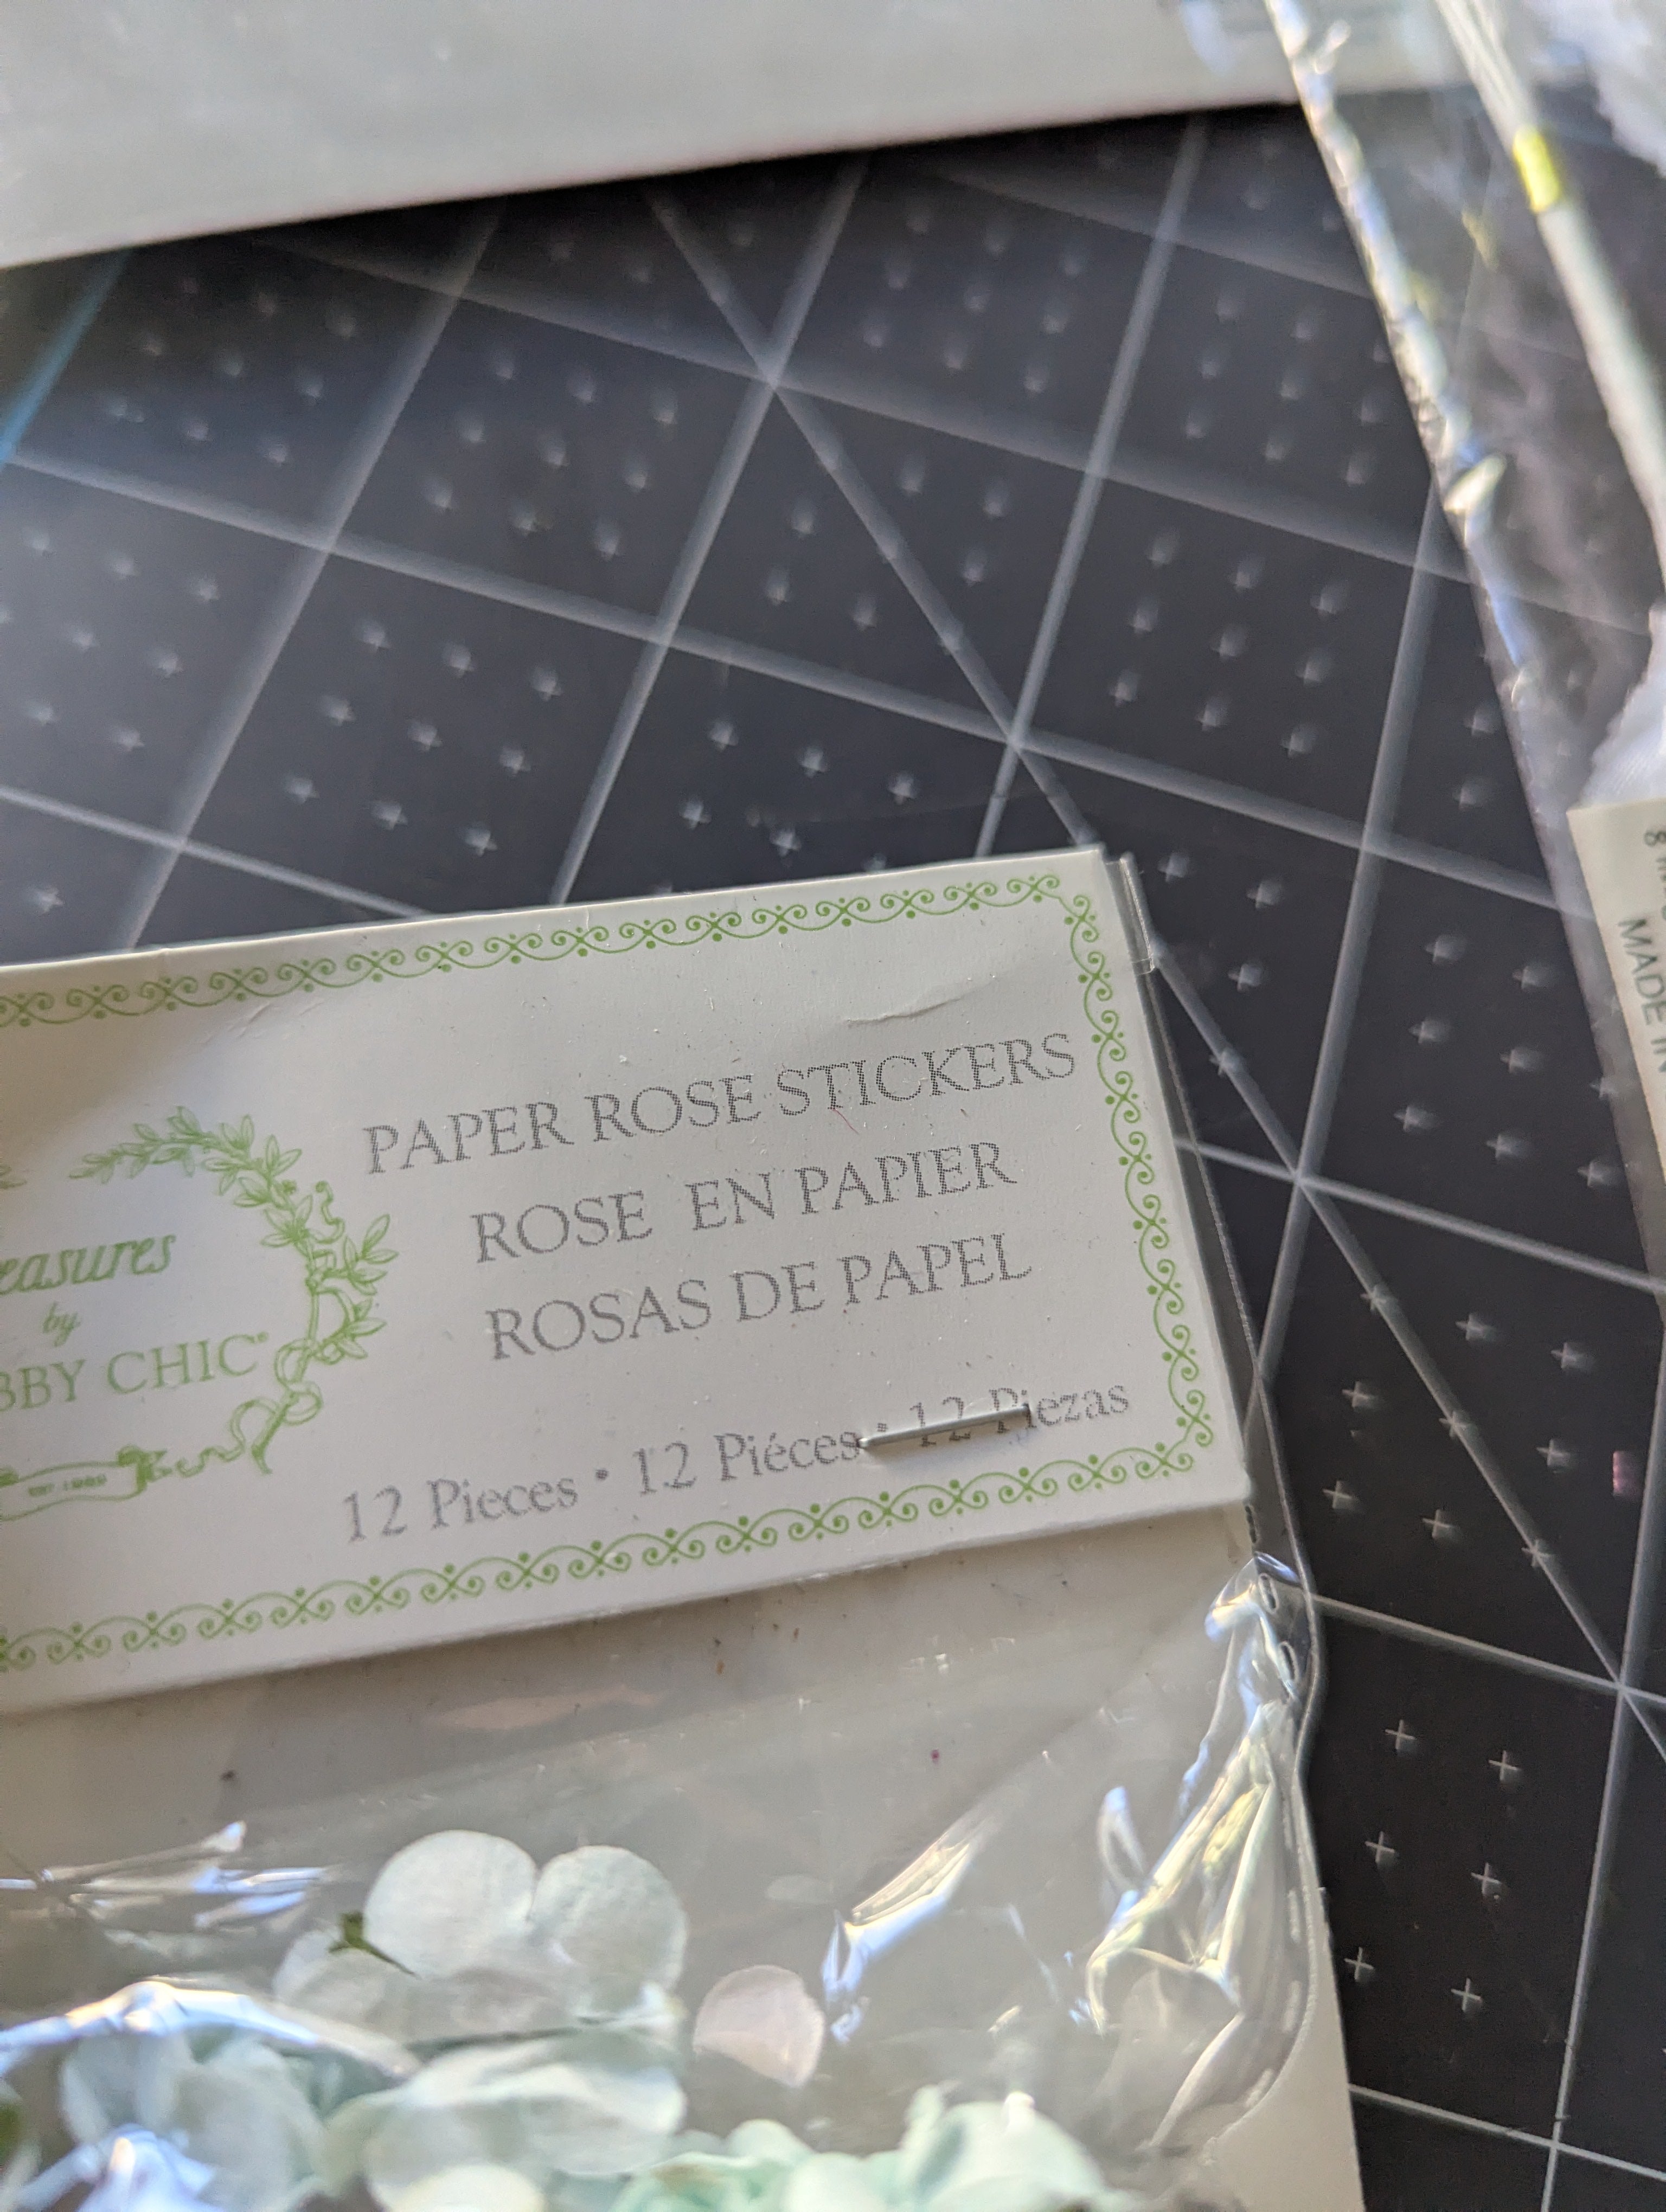 PAPER ROSE STICKERS
ROSE EN PAPIER
ROSAS DE PAPEL
easures
by
BBY CHIC®
12 Pieces • 12 Piéces • 12 Piezas
MADE IN